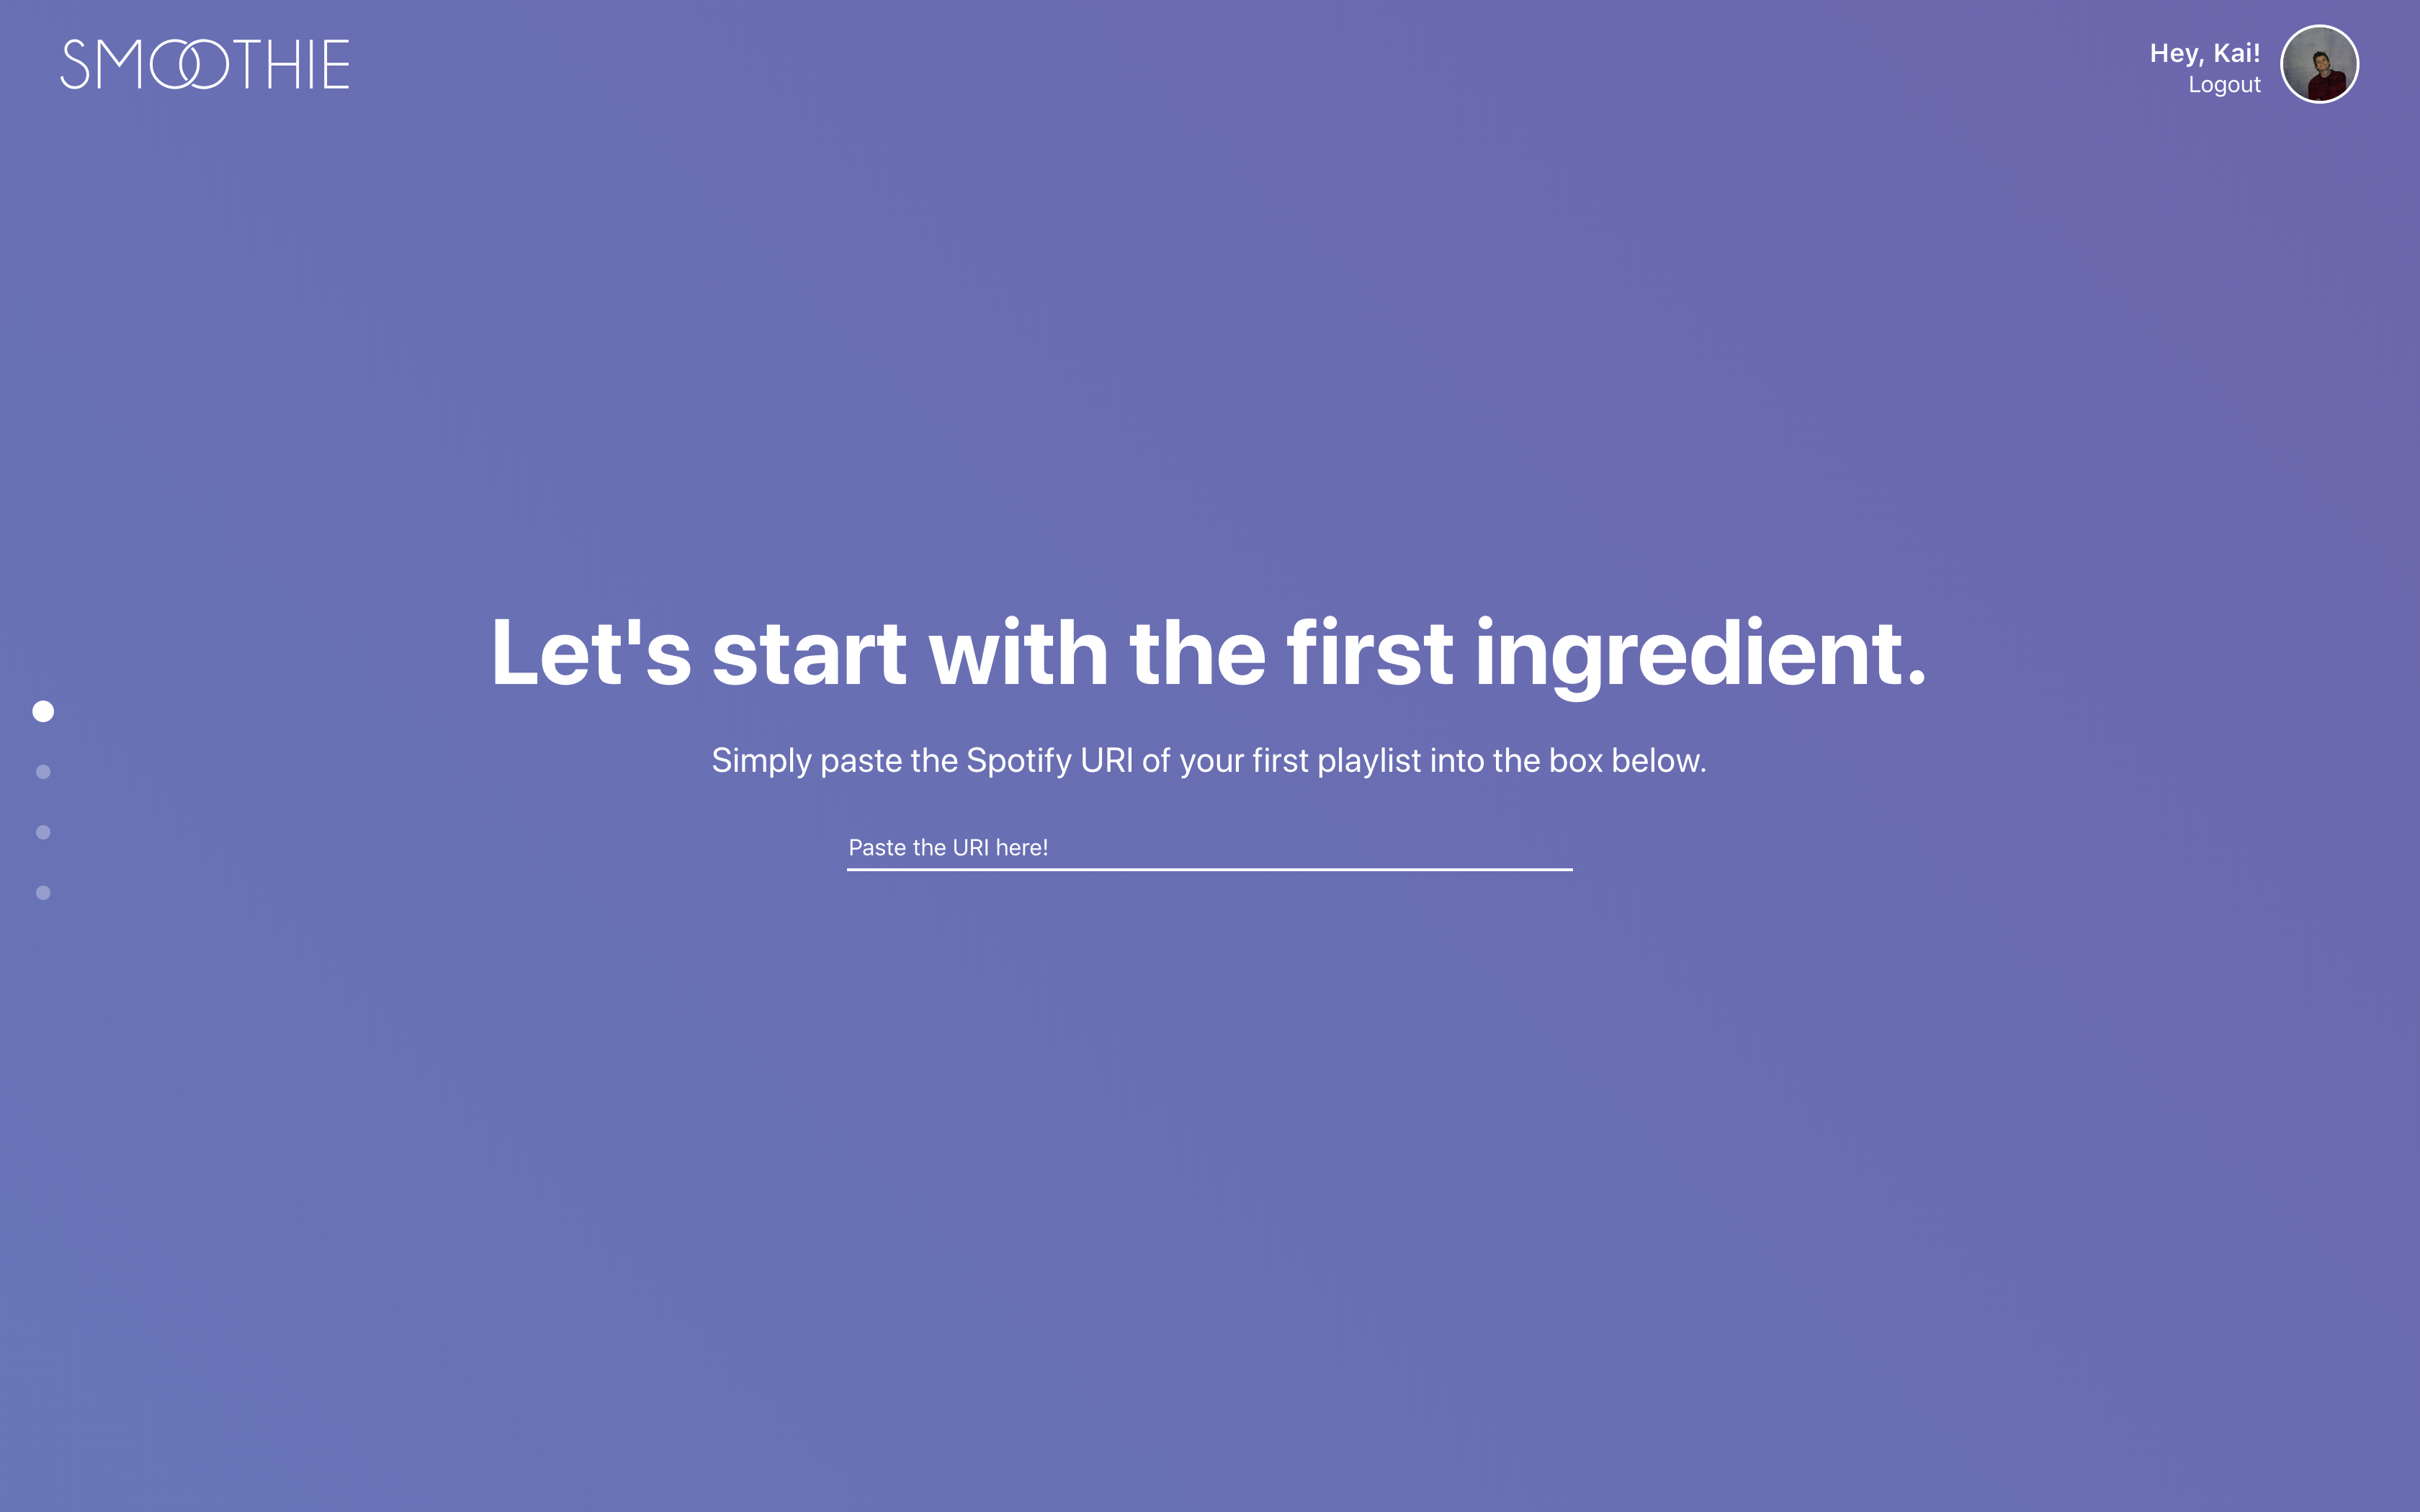 SMOOTHIE
Hey, Kai!
Logout
Let's start with the first ingredient.
Simply paste the Spotify URI of your first playlist into the box below.
Paste the URI here!